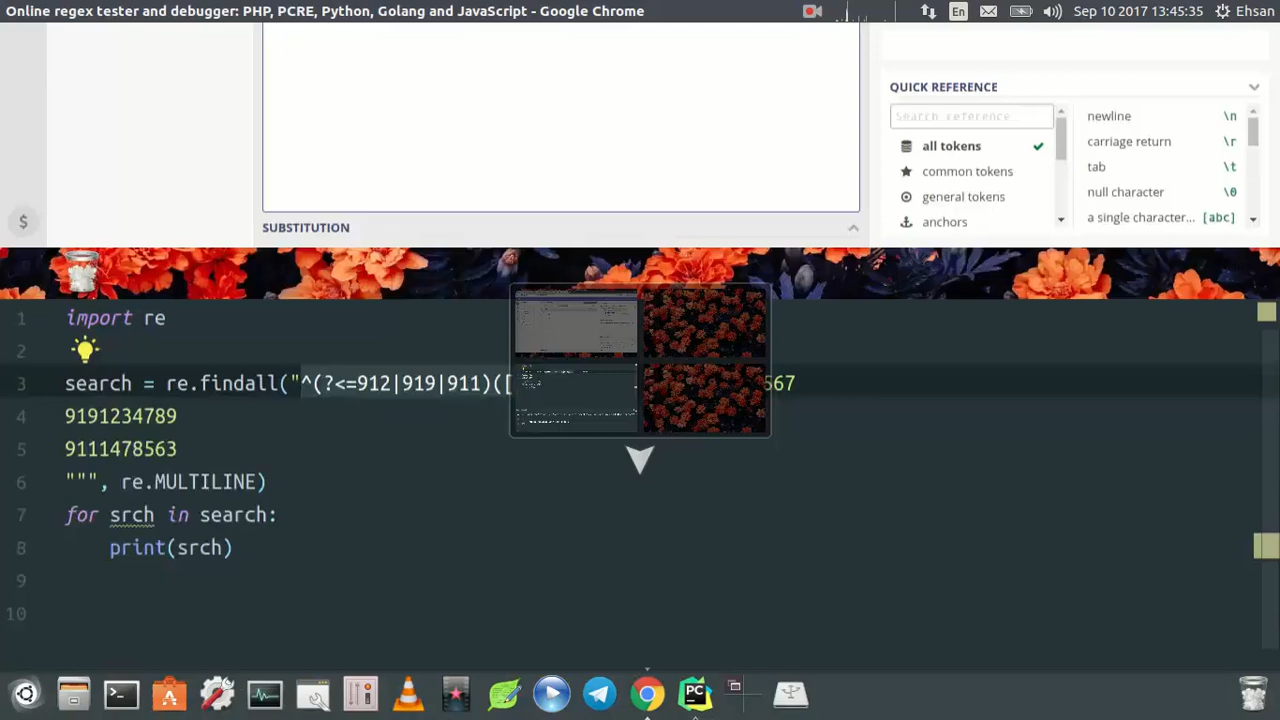 Online regex tester and debugger: PHP, PCRE, Python, Golang and JavaScript - Google Chrome
En
Sep 10 2017 13:45:35
Ehsan
QUICK REFERENCE
Search reference...
all tokens
common tokens
general tokens
anchors
newline \n
carriage return \r
tab \t
null character \0
a single character... [abc]
$
SUBSTITUTION
1 import re
2
3 search = re.findall("^(?<=912|919|911)([ 567
4 9191234789
5 9111478563
6 """, re.MULTILINE)
7 for srch in search:
8 print(srch)
9
10
PC